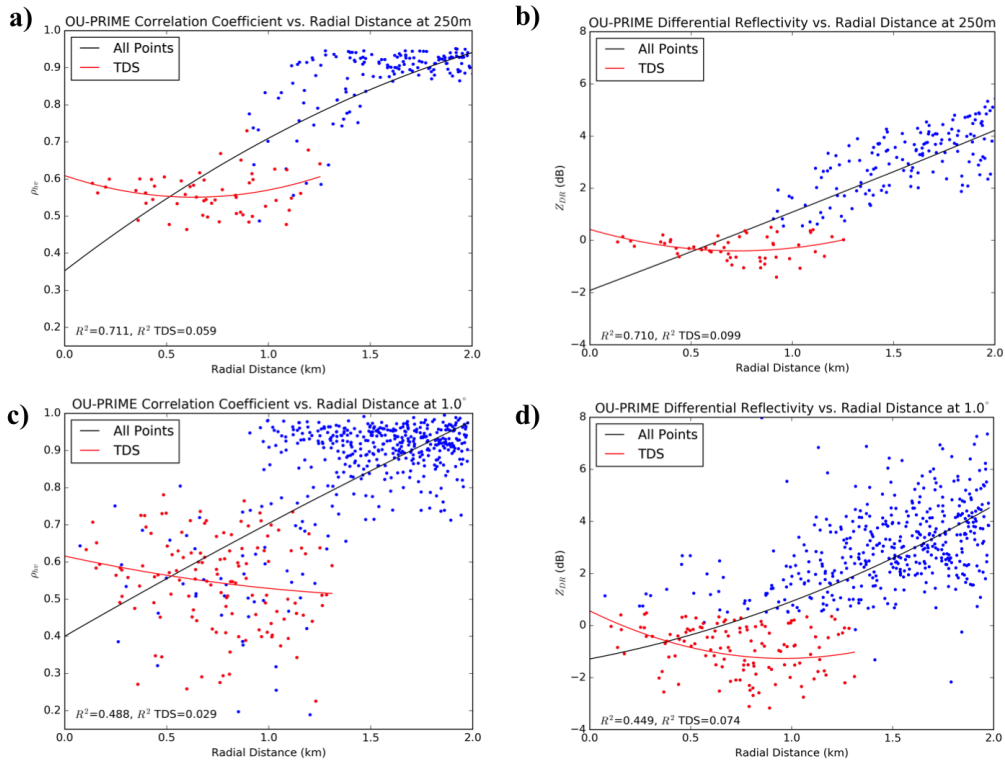 a)
OU-PRIME Correlation Coefficient vs. Radial Distance at 250m
All Points
TDS
1.0
0.9
0.8
0.7
0.6
0.5
0.4
0.3
0.2
ρhv
R²=0.711, R² TDS=0.059
0.0 0.5 1.0 1.5 2.0
Radial Distance (km)
b)
OU-PRIME Differential Reflectivity vs. Radial Distance at 250m
All Points
TDS
8
6
4
2
0
−2
−4
ZDR (dB)
R²=0.710, R² TDS=0.099
0.0 0.5 1.0 1.5 2.0
Radial Distance (km)
c)
OU-PRIME Correlation Coefficient vs. Radial Distance at 1.0°
All Points
TDS
1.0
0.9
0.8
0.7
0.6
0.5
0.4
0.3
0.2
ρhv
R²=0.488, R² TDS=0.029
0.0 0.5 1.0 1.5 2.0
Radial Distance (km)
d)
OU-PRIME Differential Reflectivity vs. Radial Distance at 1.0°
All Points
TDS
8
6
4
2
0
−2
−4
ZDR (dB)
R²=0.449, R² TDS=0.074
0.0 0.5 1.0 1.5 2.0
Radial Distance (km)